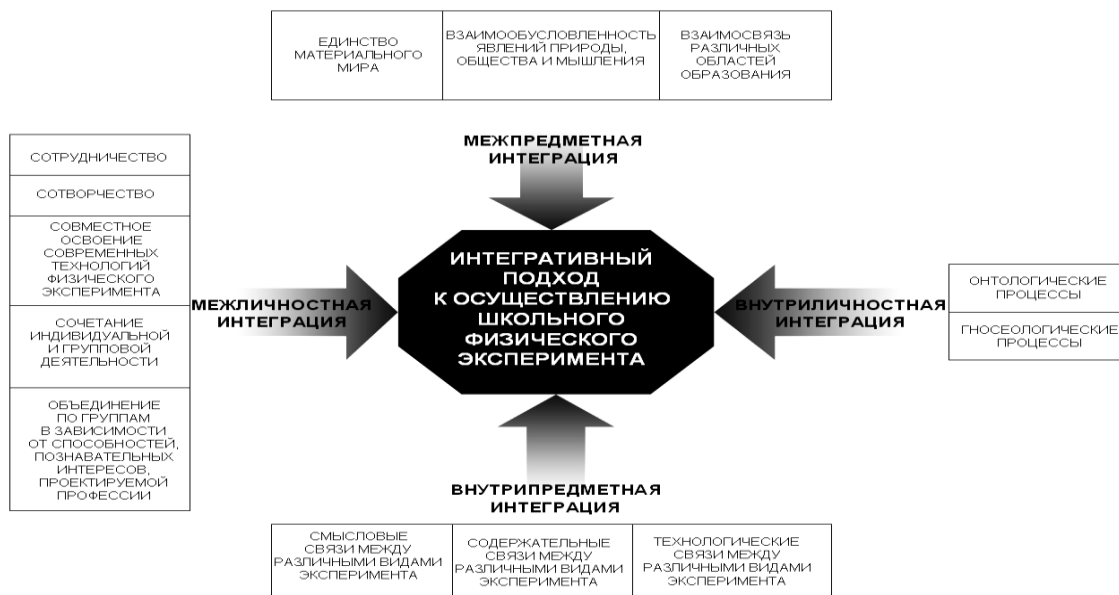 ЕДИНСТВО
МАТЕРИАЛЬНОГО
МИРА
ВЗАИМООБУСЛОВЛЕННОСТЬ
ЯВЛЕНИЙ ПРИРОДЫ,
ОБЩЕСТВА И МЫШЛЕНИЯ
ВЗАИМОСВЯЗЬ
РАЗЛИЧНЫХ
ОБЛАСТЕЙ
ОБРАЗОВАНИЯ
МЕЖПРЕДМЕТНАЯ
ИНТЕГРАЦИЯ
СОТРУДНИЧЕСТВО
СОТВОРЧЕСТВО
СОВМЕСТНОЕ
ОСВОЕНИЕ
СОВРЕМЕННЫХ
ТЕХНОЛОГИЙ
ФИЗИЧЕСКОГО
ЭКСПЕРИМЕНТА
СОЧЕТАНИЕ
ИНДИВИДУАЛЬНОЙ
И ГРУППОВОЙ
ДЕЯТЕЛЬНОСТИ
ОБЪЕДИНЕНИЕ
ПО ГРУППАМ
В ЗАВИСИМОСТИ
ОТ СПОСОБНОСТЕЙ,
ПОЗНАВАТЕЛЬНЫХ
ИНТЕРЕСОВ,
ПРОЕКТИРУЕМОЙ
ПРОФЕССИИ
МЕЖЛИЧНОСТНАЯ
ИНТЕГРАЦИЯ
ИНТЕГРАТИВНЫЙ
ПОДХОД
К ОСУЩЕСТВЛЕНИЮ
ШКОЛЬНОГО
ФИЗИЧЕСКОГО
ЭКСПЕРИМЕНТА
ВНУТРИЛИЧНОСТНАЯ
ИНТЕГРАЦИЯ
ОНТОЛОГИЧЕСКИЕ
ПРОЦЕССЫ
ГНОСЕОЛОГИЧЕСКИЕ
ПРОЦЕССЫ
ВНУТРИПРЕДМЕТНАЯ
ИНТЕГРАЦИЯ
СМЫСЛОВЫЕ
СВЯЗИ МЕЖДУ
РАЗЛИЧНЫМИ ВИДАМИ
ЭКСПЕРИМЕНТА
СОДЕРЖАТЕЛЬНЫЕ
СВЯЗИ МЕЖДУ
РАЗЛИЧНЫМИ ВИДАМИ
ЭКСПЕРИМЕНТА
ТЕХНОЛОГИЧЕСКИЕ
СВЯЗИ МЕЖДУ
РАЗЛИЧНЫМИ ВИДАМИ
ЭКСПЕРИМЕНТА